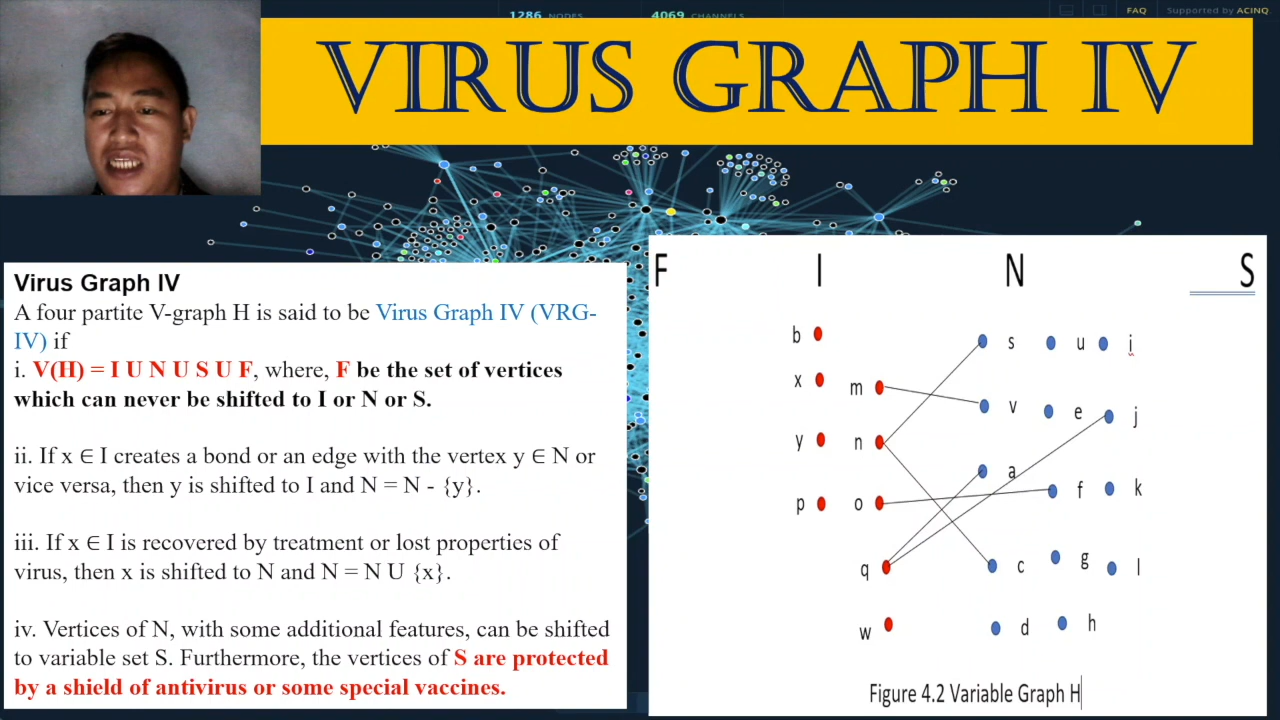 1286 NODES 4069 CHANNELS FAQ Supported by ACINQ
VIRUS GRAPH IV
Virus Graph IV
A four partite V-graph H is said to be Virus Graph IV (VRG-
IV) if
i. V(H) = I U N U S U F, where, F be the set of vertices
which can never be shifted to I or N or S.
ii. If x ∈ I creates a bond or an edge with the vertex y ∈ N or
vice versa, then y is shifted to I and N = N - {y}.
iii. If x ∈ I is recovered by treatment or lost properties of
virus, then x is shifted to N and N = N U {x}.
iv. Vertices of N, with some additional features, can be shifted
to variable set S. Furthermore, the vertices of S are protected
by a shield of antivirus or some special vaccines.
F I N S
b s u i
x m v e j
y n a
p o f k
q c g l
w d h
Figure 4.2 Variable Graph H